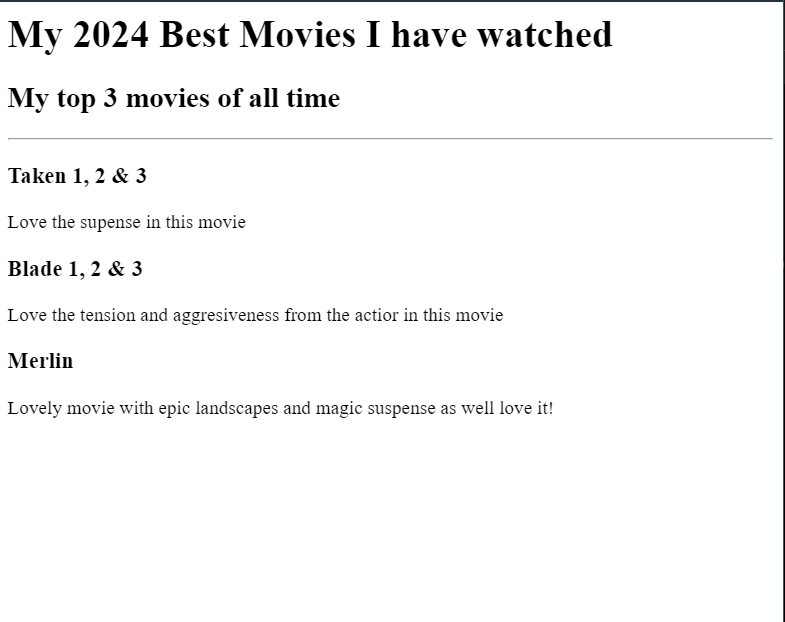 My 2024 Best Movies I have watched
My top 3 movies of all time
Taken 1, 2 & 3
Love the supense in this movie
Blade 1, 2 & 3
Love the tension and aggresiveness from the actior in this movie
Merlin
Lovely movie with epic landscapes and magic suspense as well love it!